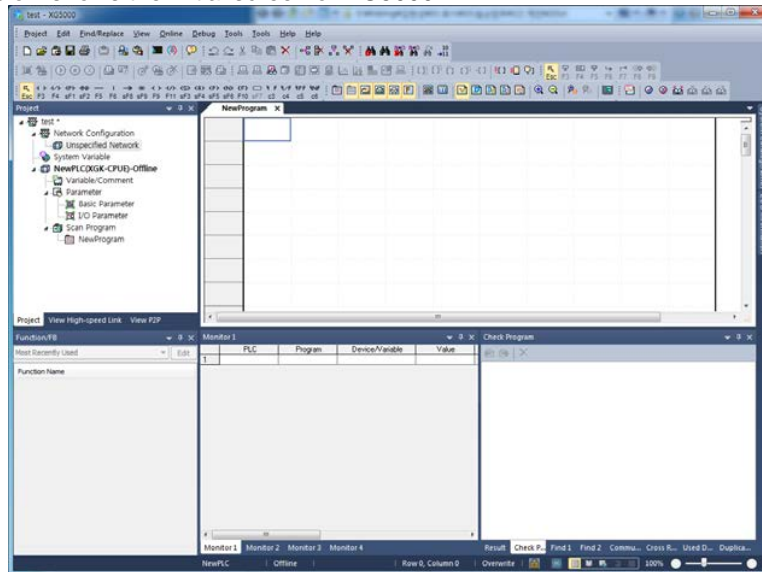 test - XG5000
Project Edit Find/Replace View Online Debug Tools Tools Help Help
Project
NewProgram x
test *
Network Configuration
Unspecified Network
System Variable
NewPLC(XGK-CPUE)-Offline
Variable/Comment
Parameter
Basic Parameter
I/O Parameter
Scan Program
NewProgram
Project View High-speed Link View P2P
Function/FB
Most Recently Used Edit
Function Name
Monitor 1
PLC Program Device/Variable Value
1
Check Program
Monitor 1 Monitor 2 Monitor 3 Monitor 4
Result Check P... Find 1 Find 2 Commu... Cross R... Used D... Duplica...
NewPLC Offline Row 0, Column 0 Overwrite 100%